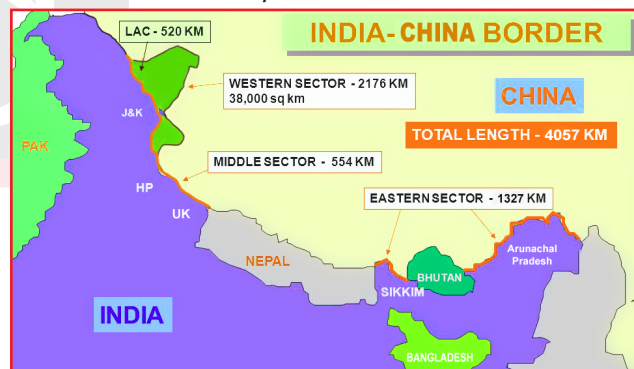 INDIA- CHINA BORDER
LAC - 520 KM
WESTERN SECTOR - 2176 KM
38,000 sq km
CHINA
J&K
TOTAL LENGTH - 4057 KM
PAK
MIDDLE SECTOR - 554 KM
HP
EASTERN SECTOR - 1327 KM
UK
Arunachal
Pradesh
NEPAL
BHUTAN
SIKKIM
INDIA
BANGLADESH